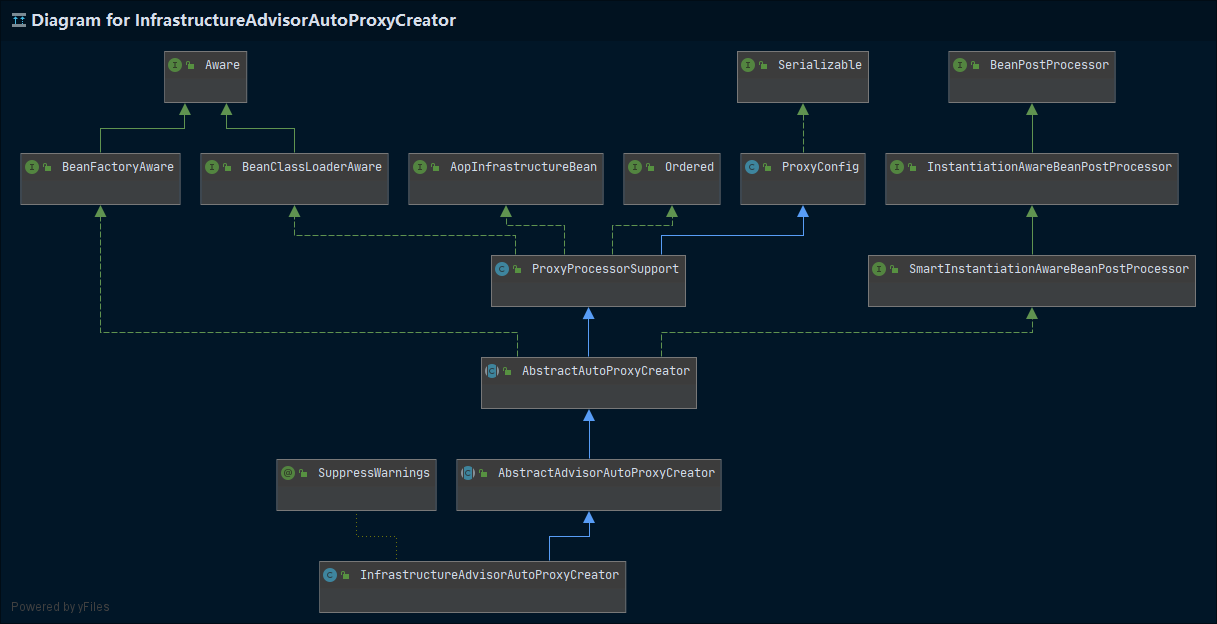 Diagram for InfrastructureAdvisorAutoProxyCreator
Aware
Serializable
BeanPostProcessor
BeanFactoryAware
BeanClassLoaderAware
AopInfrastructureBean
Ordered
ProxyConfig
InstantiationAwareBeanPostProcessor
ProxyProcessorSupport
SmartInstantiationAwareBeanPostProcessor
AbstractAutoProxyCreator
SuppressWarnings
AbstractAdvisorAutoProxyCreator
InfrastructureAdvisorAutoProxyCreator
Powered by yFiles